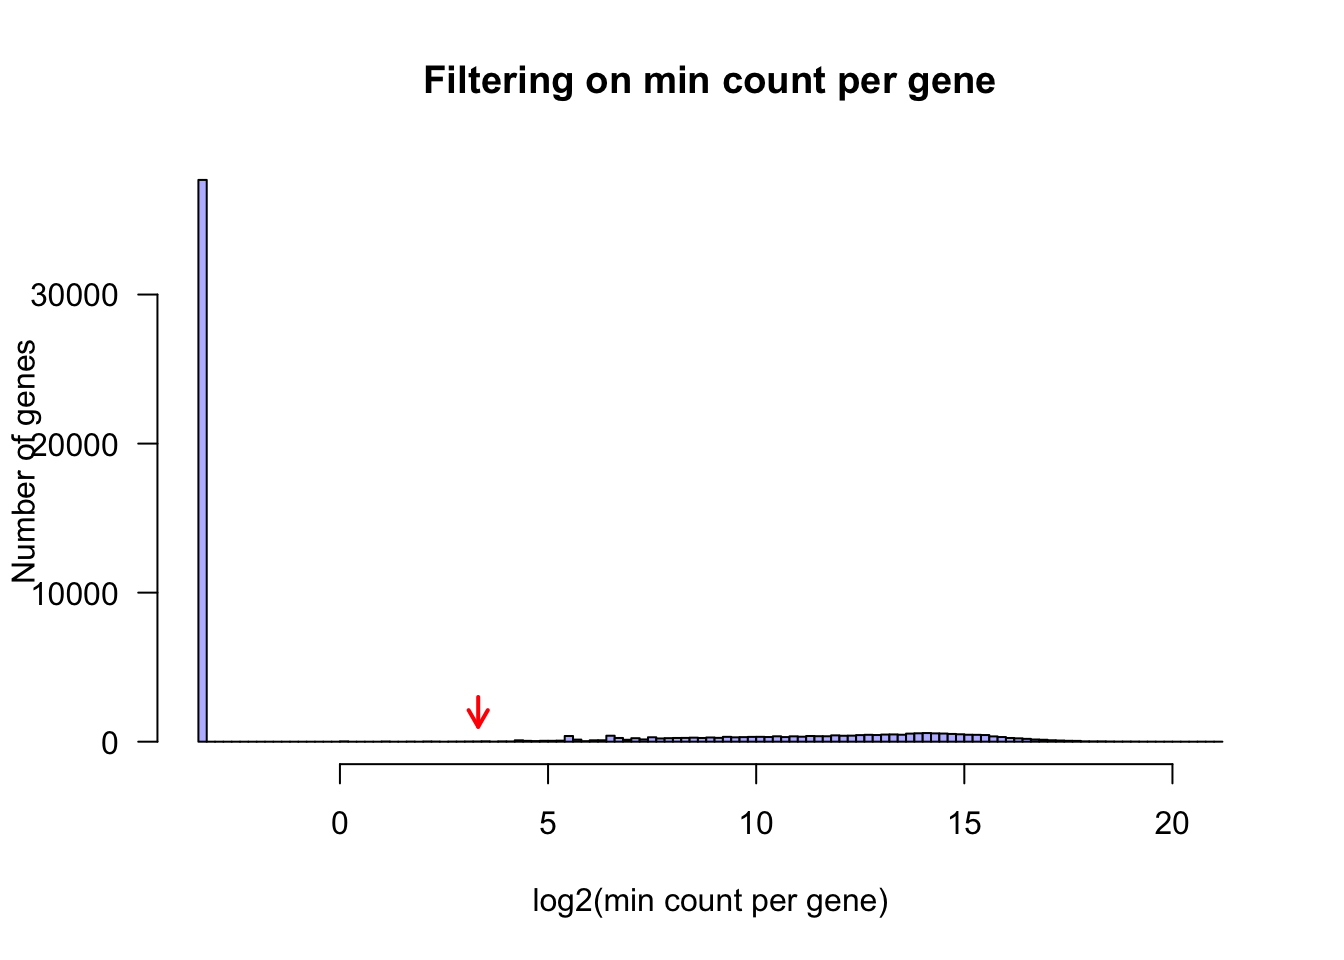 Filtering on min count per gene
Number of genes
30000
20000
10000
0
0 5 10 15 20
log2(min count per gene)